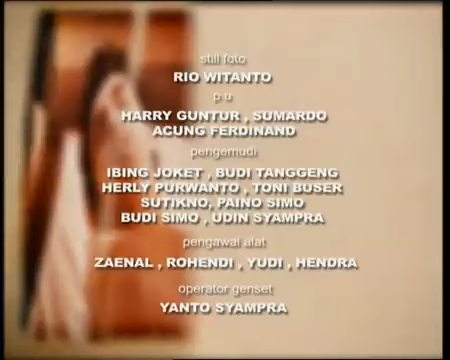 still foto
RIO WITANTO
p u
HARRY GUNTUR , SUMARDO
ACUNG FERDINAND
pengemudi
IBING JOKET , BUDI TANGGENG
HERLY PURWANTO , TONI BUSER
SUTIKNO, PAINO SIMO
BUDI SIMO , UDIN SYAMPRA
pengawal alat
ZAENAL , ROHENDI , YUDI , HENDRA
operator genset
YANTO SYAMPRA